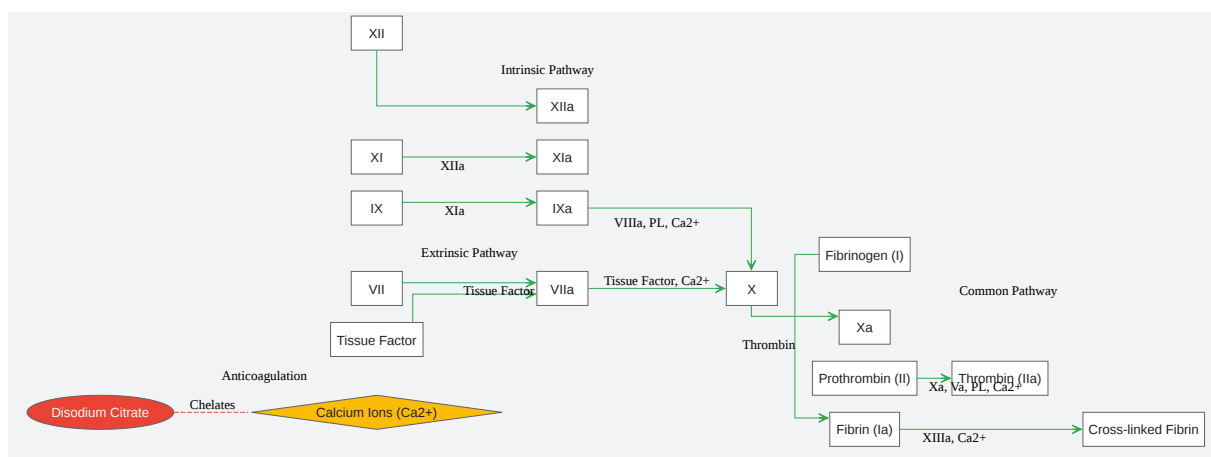 XII
Intrinsic Pathway
XIIa
XI
XIIa
XIa
IX
XIa
IXa
VIIIa, PL, Ca2+
Extrinsic Pathway
Fibrinogen (I)
VII
Tissue Factor
VIIa
Tissue Factor, Ca2+
X
Common Pathway
Xa
Tissue Factor
Thrombin
Anticoagulation
Prothrombin (II)
Thrombin (IIa)
Xa, Va, PL, Ca2+
Disodium Citrate
Chelates
Calcium Ions (Ca2+)
Fibrin (Ia)
XIIIa, Ca2+
Cross-linked Fibrin